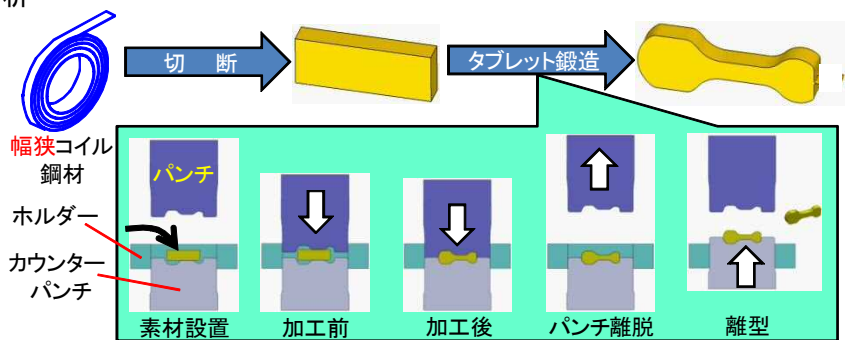 切　断
タブレット鍛造
幅狭コイル
鋼材
パンチ
ホルダー
カウンター
パンチ
素材設置
加工前
加工後
パンチ離脱
離型